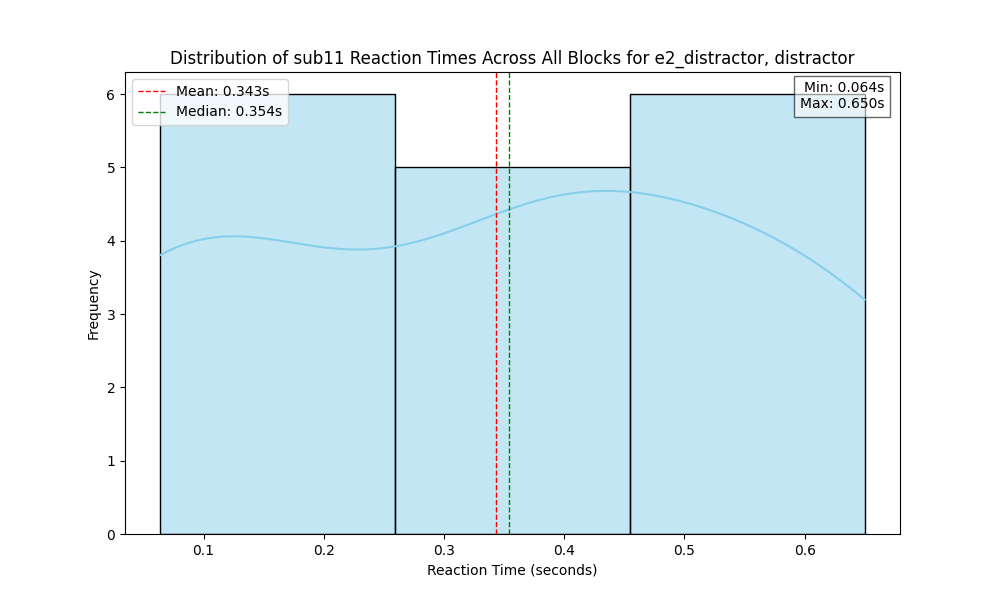 Distribution of sub11 Reaction Times Across All Blocks for e2_distractor, distractor
Mean: 0.343s
Median: 0.354s
Min: 0.064s
Max: 0.650s
Frequency
6
5
4
3
2
1
0
0.1 0.2 0.3 0.4 0.5 0.6
Reaction Time (seconds)